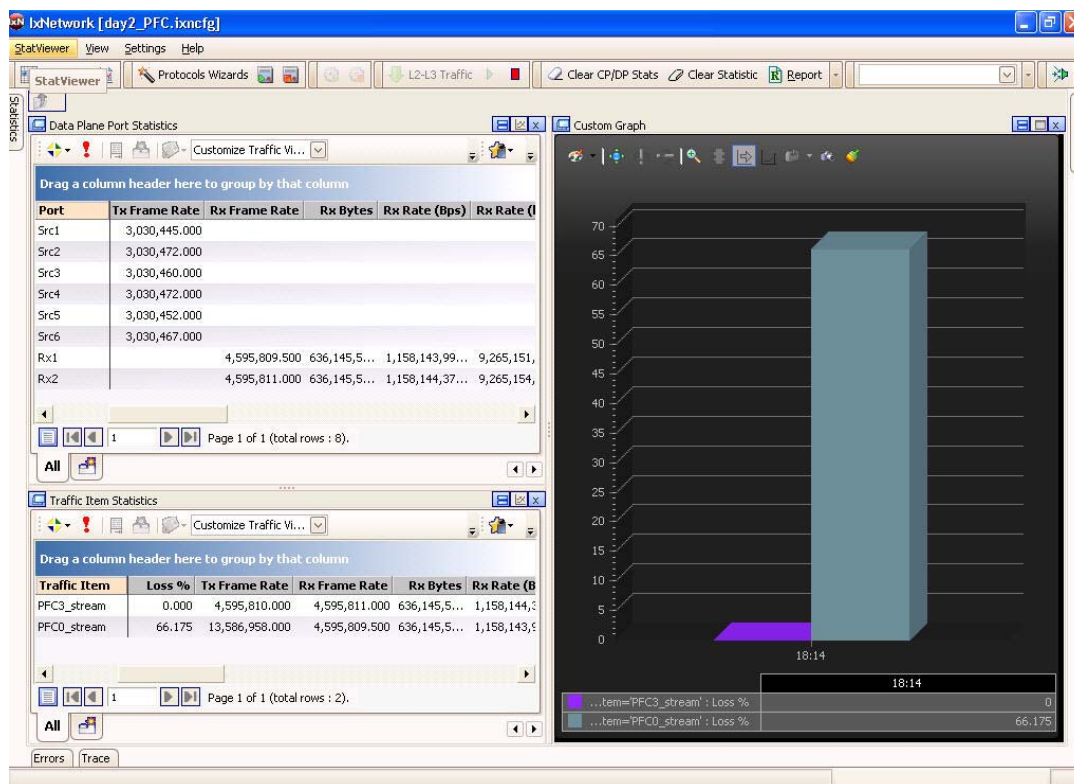 IxNetwork [day2_PFC.ixncfg]
StatViewer View Settings Help
StatViewer Protocols Wizards L2-L3 Traffic Clear CP/DP Stats Clear Statistic Report
Statistics
Data Plane Port Statistics
Customize Traffic Vi...
Drag a column header here to group by that column
Port Tx Frame Rate Rx Frame Rate Rx Bytes Rx Rate (Bps) Rx Rate (
Src1 3,030,445.000
Src2 3,030,472.000
Src3 3,030,460.000
Src4 3,030,472.000
Src5 3,030,452.000
Src6 3,030,467.000
Rx1 4,595,809.500 636,145,5... 1,158,143,99... 9,265,151,
Rx2 4,595,811.000 636,145,5... 1,158,144,37... 9,265,154,
1 Page 1 of 1 (total rows : 8).
All
Traffic Item Statistics
Customize Traffic Vi...
Drag a column header here to group by that column
Traffic Item Loss % Tx Frame Rate Rx Frame Rate Rx Bytes Rx Rate (B
PFC3_stream 0.000 4,595,810.000 4,595,811.000 636,145,5... 1,158,144,3
PFC0_stream 66.175 13,586,958.000 4,595,809.500 636,145,5... 1,158,143,9
1 Page 1 of 1 (total rows : 2).
All
Errors Trace
Custom Graph
70
65
60
55
50
45
40
35
30
25
20
15
10
5
0
18:14
18:14
...tem='PFC3_stream' : Loss % 0
...tem='PFC0_stream' : Loss % 66.175